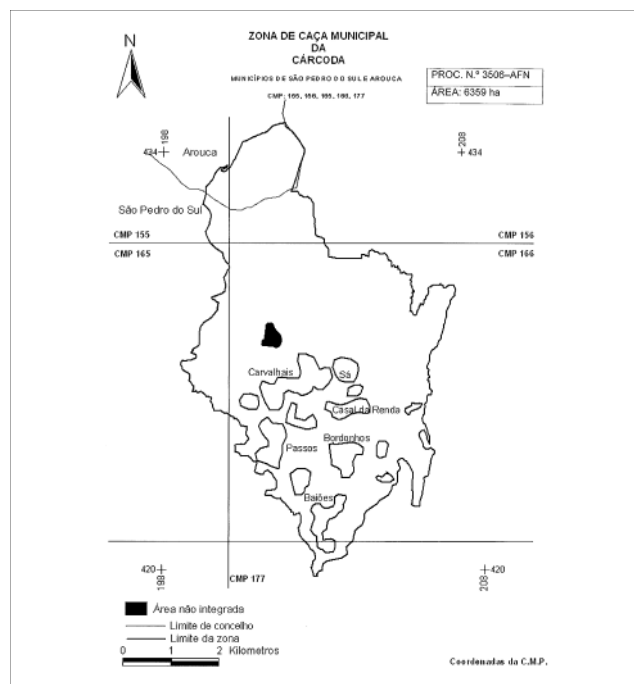 N
ZONA DE CAÇA MUNICIPAL
DA
CÁRCODA
MUNICÍPIOS DE SÃO PEDRO DO SUL E AROUCA
CMP: 155, 156, 165, 166, 177
PROC. N.º 3506–AFN
ÁREA: 6359 ha
198
434
Arouca
208
434
São Pedro do Sul
CMP 155
CMP 156
CMP 165
CMP 166
Carvalhais
Sá
Casal da Renda
Bordonhos
Passos
Baiões
420
198
CMP 177
420
208
Área não integrada
Limite de concelho
Limite da zona
0 1 2 Kilometros
Coordenadas da C.M.P.